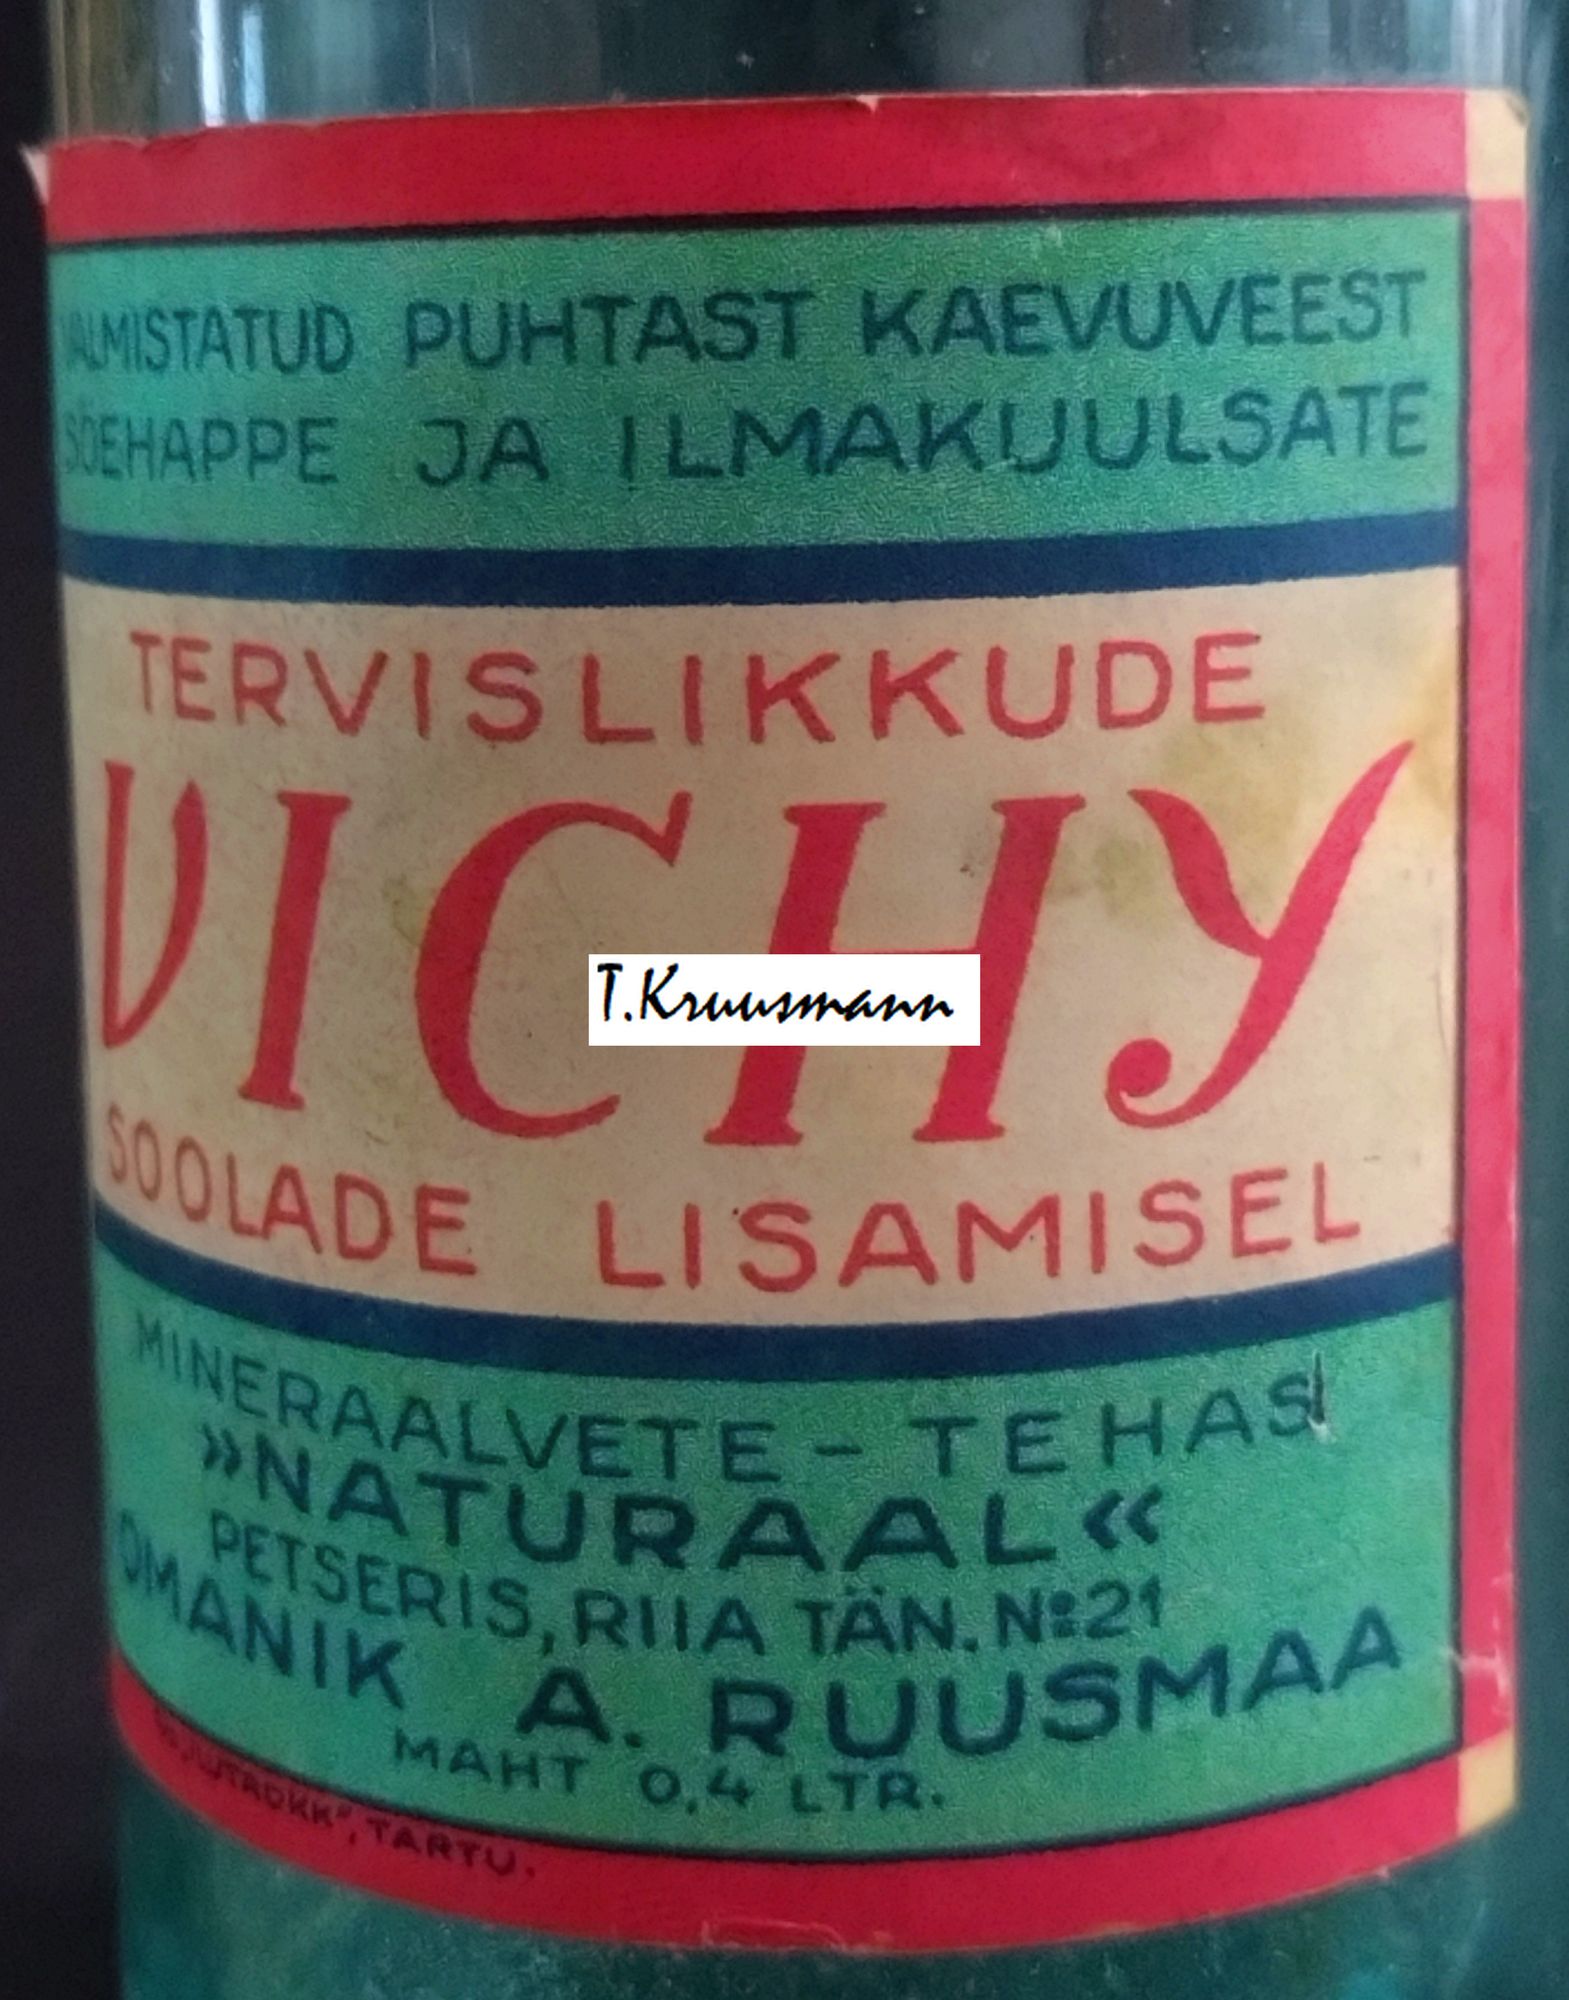 VALMISTATUD PUHTAST KAEVUVEEST
SÖEHAPPE JA ILMAKUULSATE
TERVISLIKKUDE
VICHY
T.Kruusmann
SOOLADE LISAMISEL
MINERAALVETE – TEHAS
»NATURAAL«
PETSERIS, RIIA TÄN. №21
OMANIK A. RUUSMAA
MAHT 0,4 LTR.
TARTU.